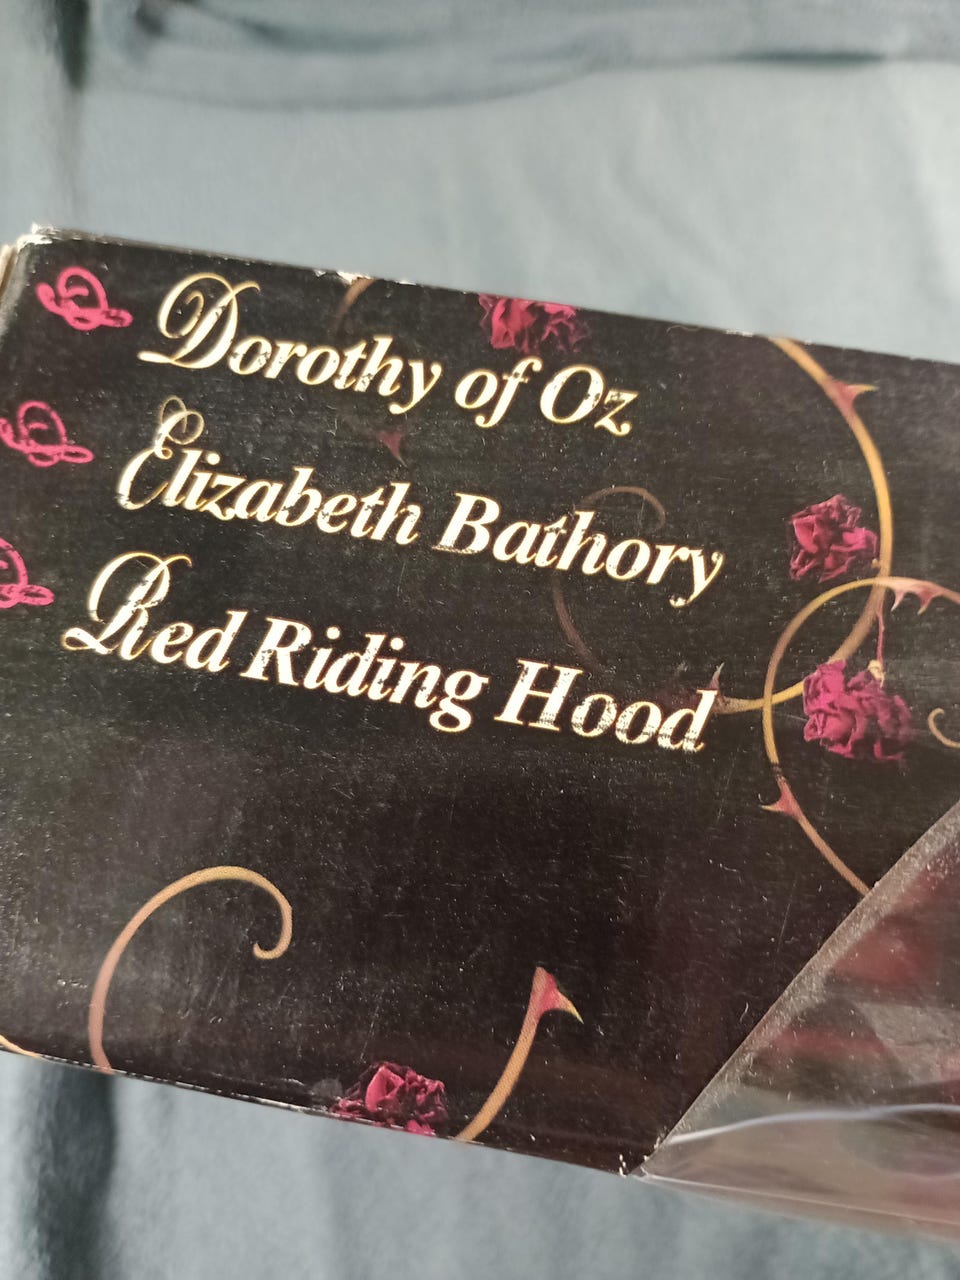 Dorothy of Oz
Elizabeth Bathory
Red Riding Hood